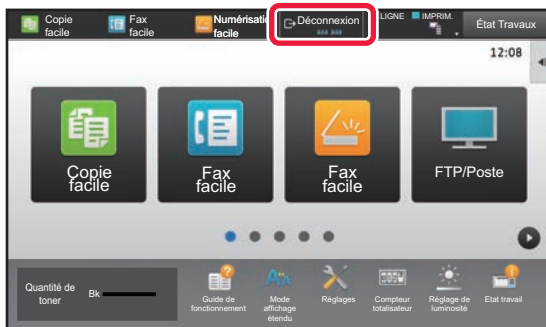 Copie
facile
Fax
facile
Numérisatio
facile
Déconnexion
aaa aaa
LIGNE
IMPRIM.
État Travaux
12:08
Copie
facile
Fax
facile
Fax
facile
FTP/Poste
Quantité de
toner
Bk
Guide de
fonctionnement
Mode
affichage
étendu
Réglages
Compteur
totalisateur
Réglage de
luminosité
Etat travail